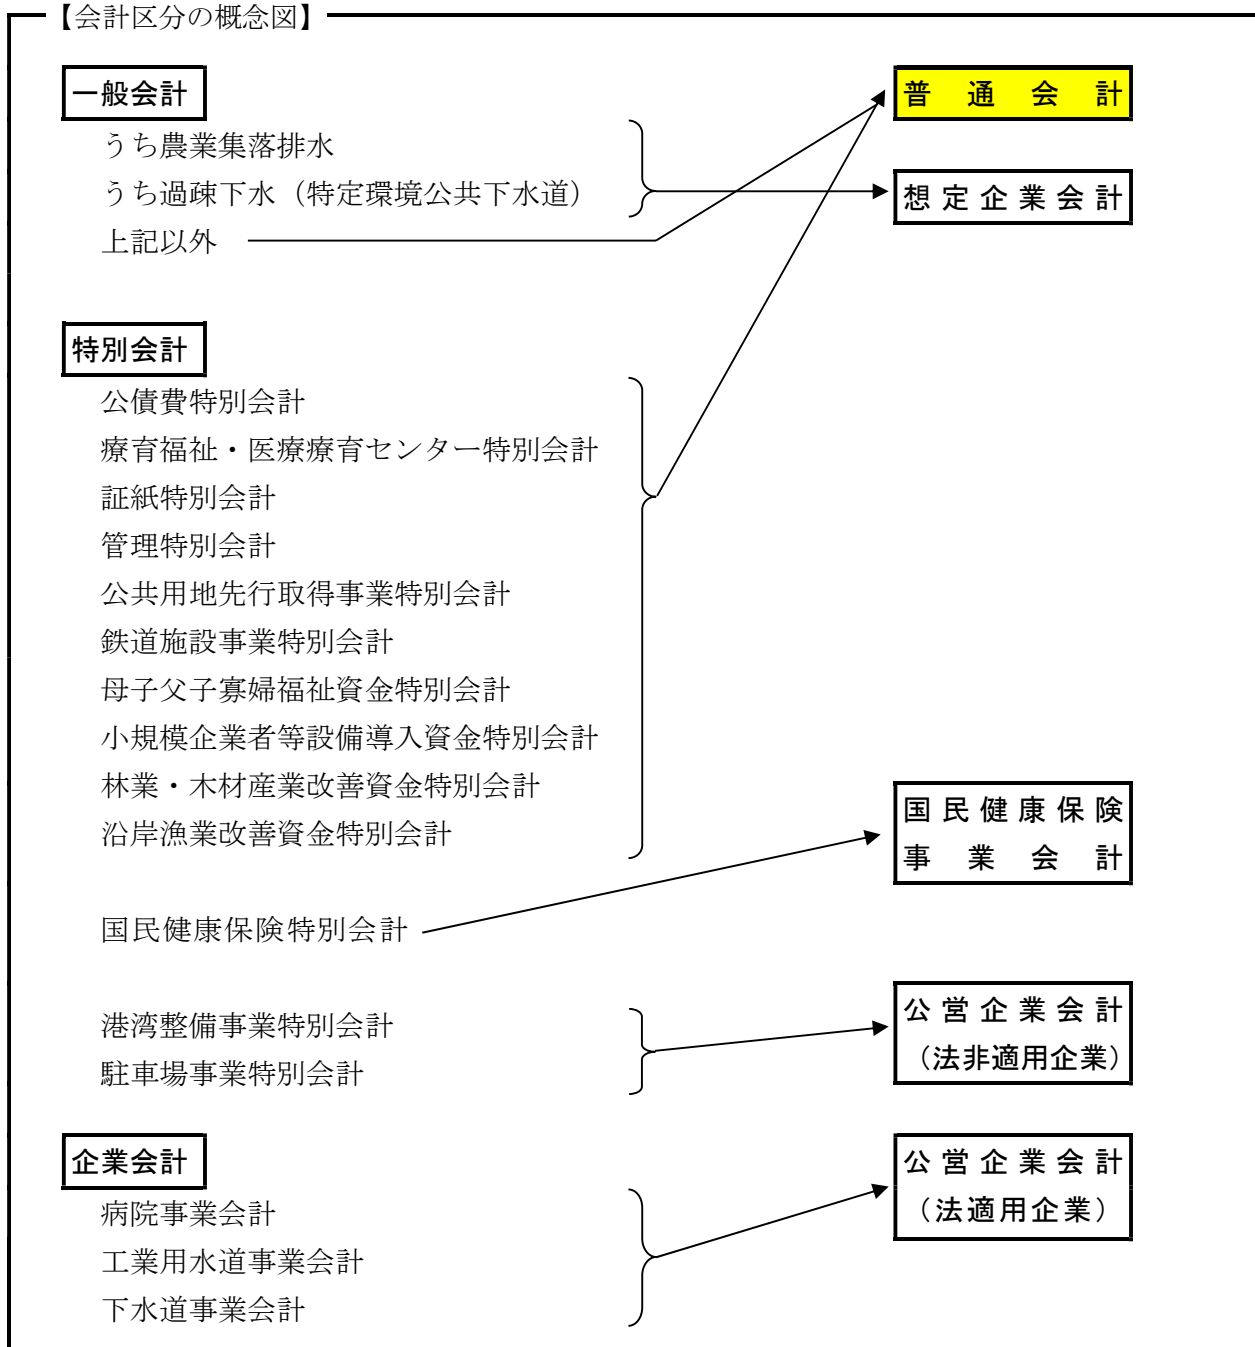 【会計区分の概念図】
一般会計
普通会計
うち農業集落排水
うち過疎下水（特定環境公共下水道）
想定企業会計
上記以外
特別会計
公債費特別会計
療育福祉・医療療育センター特別会計
証紙特別会計
管理特別会計
公共用地先行取得事業特別会計
鉄道施設事業特別会計
母子父子寡婦福祉資金特別会計
小規模企業者等設備導入資金特別会計
林業・木材産業改善資金特別会計
沿岸漁業改善資金特別会計
国民健康保険
事業会計
国民健康保険特別会計
港湾整備事業特別会計
駐車場事業特別会計
公営企業会計
（法非適用企業）
企業会計
病院事業会計
工業用水道事業会計
下水道事業会計
公営企業会計
（法適用企業）